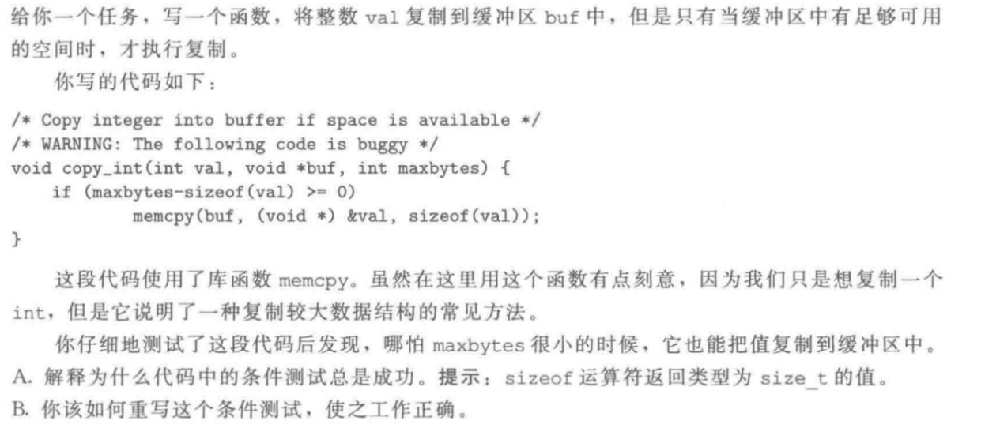 给你一个任务，写一个函数，将整数 val 复制到缓冲区 buf 中，但是只有当缓冲区中有足够可用
的空间时，才执行复制。
你写的代码如下：
/* Copy integer into buffer if space is available */
/* WARNING: The following code is buggy */
void copy_int(int val, void *buf, int maxbytes) {
    if (maxbytes-sizeof(val) >= 0)
            memcpy(buf, (void *) &val, sizeof(val));
}
这段代码使用了库函数 memcpy。虽然在这里用这个函数有点刻意，因为我们只是想复制一个
int，但是它说明了一种复制较大数据结构的常见方法。
你仔细地测试了这段代码后发现，哪怕 maxbytes 很小的时候，它也能把值复制到缓冲区中。
A. 解释为什么代码中的条件测试总是成功。提示：sizeof 运算符返回类型为 size_t 的值。
B. 你该如何重写这个条件测试，使之工作正确。